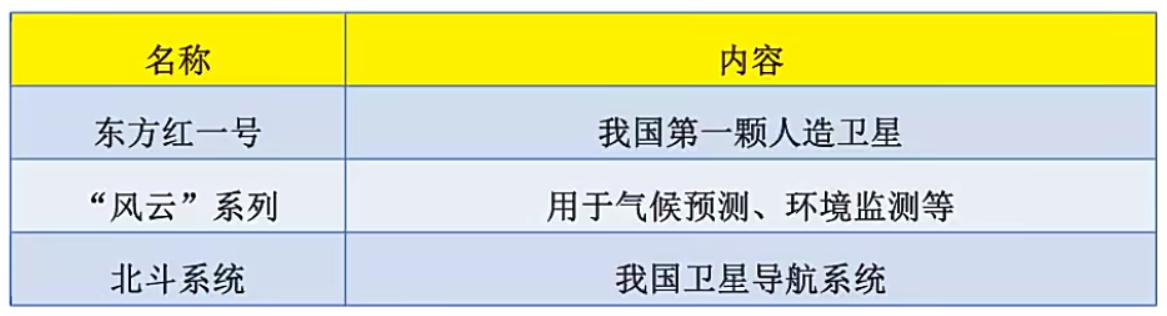 名称 内容
东方红一号 我国第一颗人造卫星
“风云”系列 用于气候预测、环境监测等
北斗系统 我国卫星导航系统